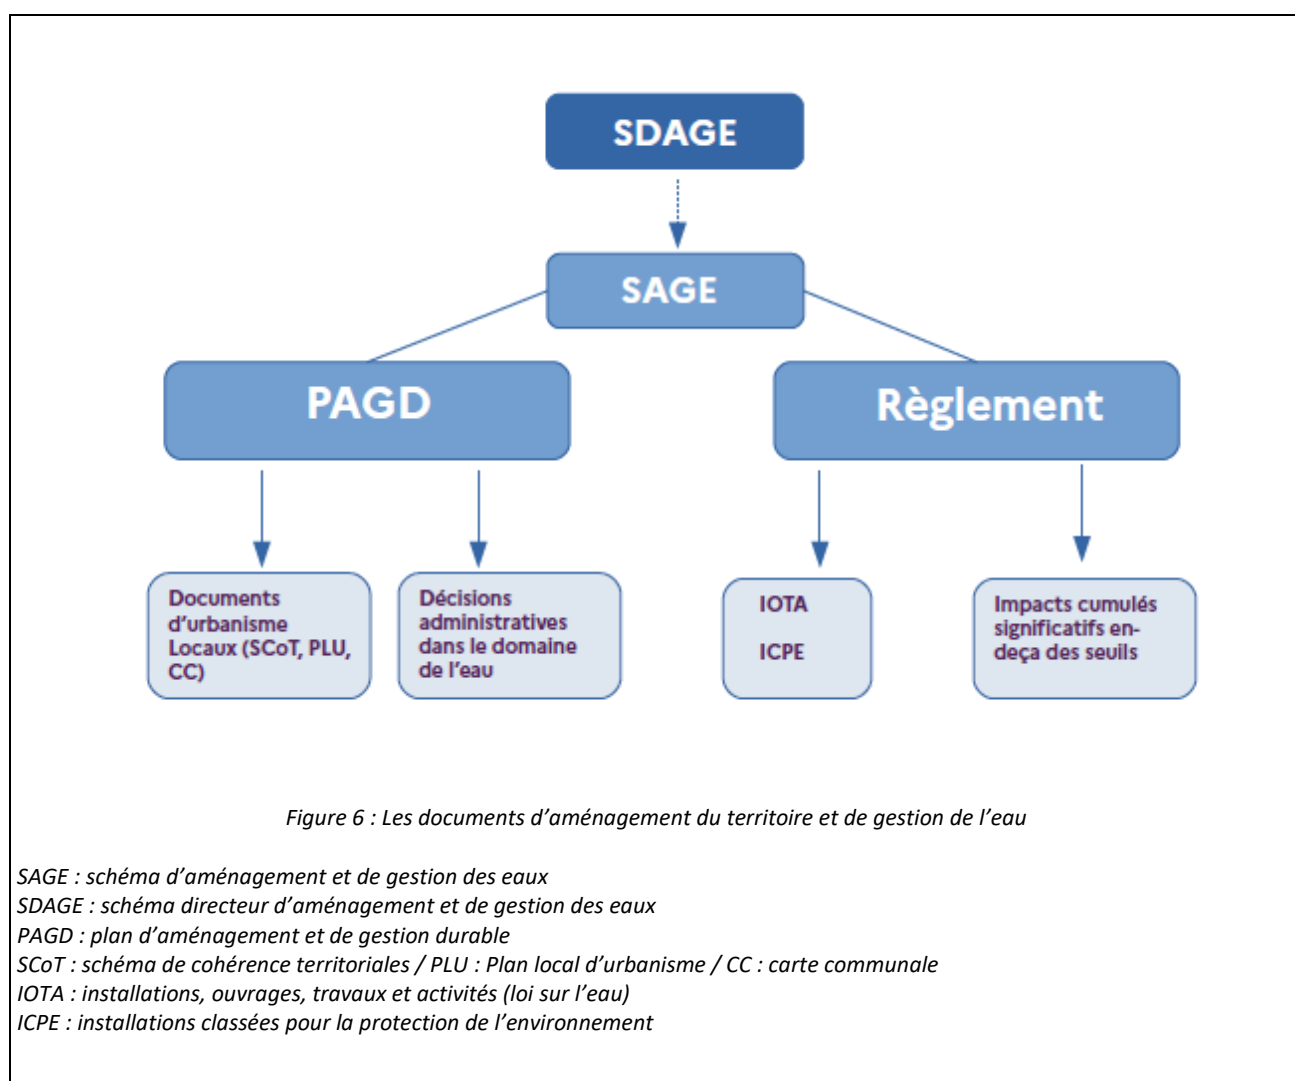 SDAGE
SAGE
PAGD
Règlement
Documents
d'urbanisme
Locaux (SCoT, PLU,
CC)
Décisions
administratives
dans le domaine
de l'eau
IOTA
ICPE
Impacts cumulés
significatifs en-
deça des seuils
Figure 6 : Les documents d’aménagement du territoire et de gestion de l’eau
SAGE : schéma d’aménagement et de gestion des eaux
SDAGE : schéma directeur d’aménagement et de gestion des eaux
PAGD : plan d’aménagement et de gestion durable
SCoT : schéma de cohérence territoriales / PLU : Plan local d’urbanisme / CC : carte communale
IOTA : installations, ouvrages, travaux et activités (loi sur l’eau)
ICPE : installations classées pour la protection de l’environnement